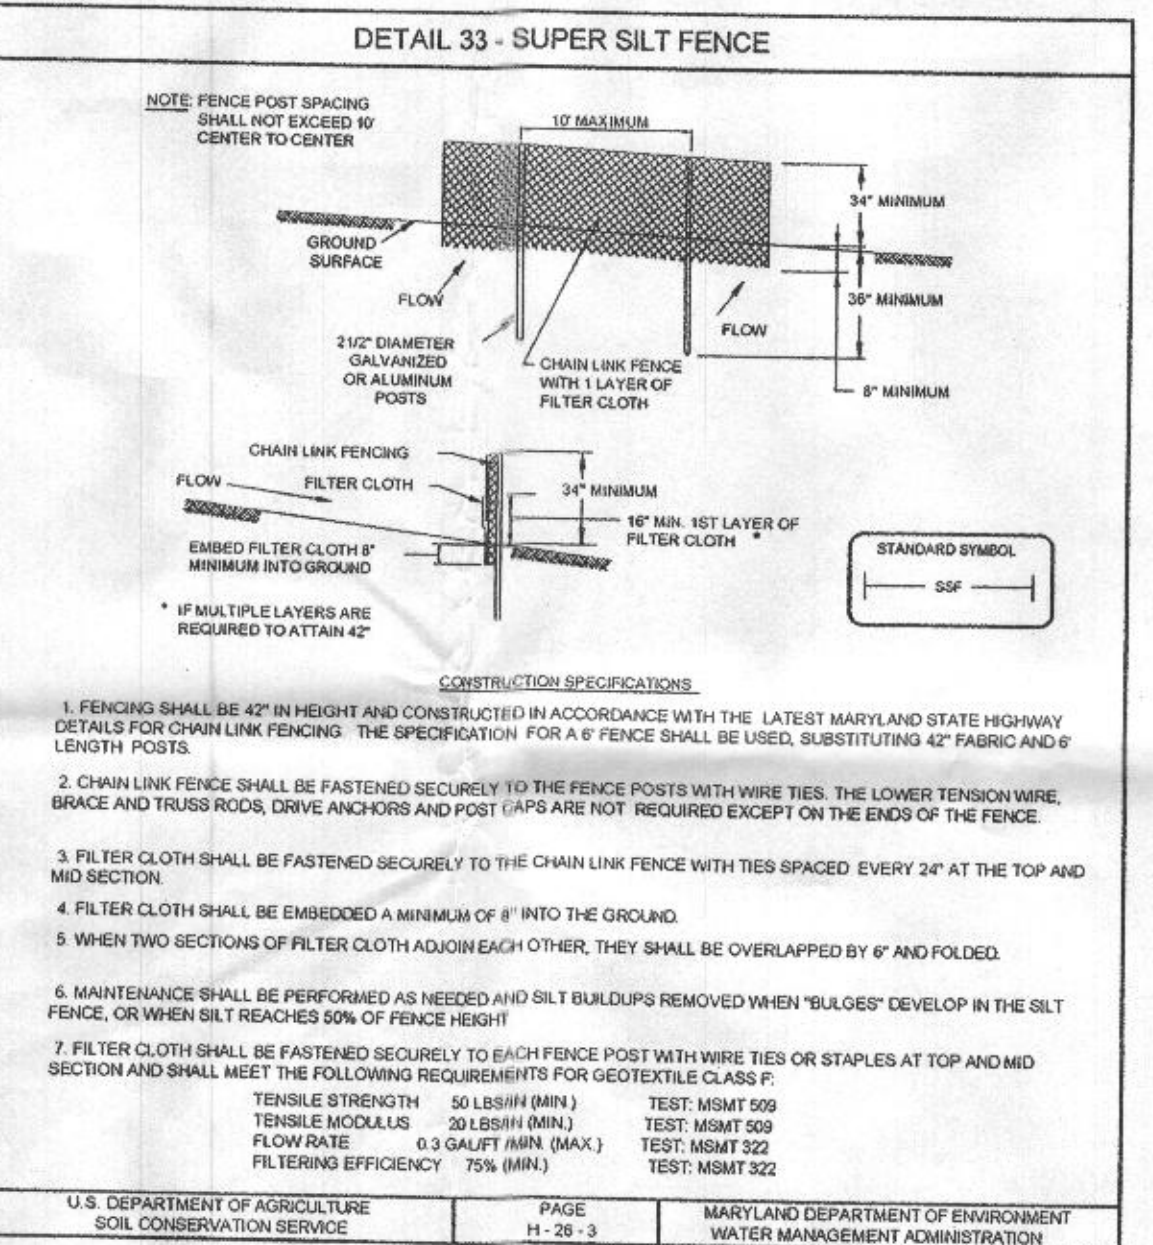 DETAIL 33 - SUPER SILT FENCE
NOTE: FENCE POST SPACING
SHALL NOT EXCEED 10'
CENTER TO CENTER
10' MAXIMUM
34" MINIMUM
GROUND
SURFACE
FLOW
36" MINIMUM
FLOW
2 1/2" DIAMETER
GALVANIZED
OR ALUMINUM
POSTS
CHAIN LINK FENCE
WITH 1 LAYER OF
FILTER CLOTH
8" MINIMUM
CHAIN LINK FENCING
FLOW
FILTER CLOTH
34" MINIMUM
16" MIN. 1ST LAYER OF
FILTER CLOTH *
EMBED FILTER CLOTH 8"
MINIMUM INTO GROUND
* IF MULTIPLE LAYERS ARE
REQUIRED TO ATTAIN 42"
STANDARD SYMBOL
SSF
CONSTRUCTION SPECIFICATIONS
1. FENCING SHALL BE 42" IN HEIGHT AND CONSTRUCTED IN ACCORDANCE WITH THE LATEST MARYLAND STATE HIGHWAY
DETAILS FOR CHAIN LINK FENCING. THE SPECIFICATION FOR A 6' FENCE SHALL BE USED, SUBSTITUTING 42" FABRIC AND 6'
LENGTH POSTS.
2. CHAIN LINK FENCE SHALL BE FASTENED SECURELY TO THE FENCE POSTS WITH WIRE TIES. THE LOWER TENSION WIRE,
BRACE AND TRUSS RODS, DRIVE ANCHORS AND POST CAPS ARE NOT REQUIRED EXCEPT ON THE ENDS OF THE FENCE.
3. FILTER CLOTH SHALL BE FASTENED SECURELY TO THE CHAIN LINK FENCE WITH TIES SPACED EVERY 24" AT THE TOP AND
MID SECTION.
4. FILTER CLOTH SHALL BE EMBEDDED A MINIMUM OF 8" INTO THE GROUND.
5. WHEN TWO SECTIONS OF FILTER CLOTH ADJOIN EACH OTHER, THEY SHALL BE OVERLAPPED BY 6" AND FOLDED.
6. MAINTENANCE SHALL BE PERFORMED AS NEEDED AND SILT BUILDUPS REMOVED WHEN "BULGES" DEVELOP IN THE SILT
FENCE, OR WHEN SILT REACHES 50% OF FENCE HEIGHT
7. FILTER CLOTH SHALL BE FASTENED SECURELY TO EACH FENCE POST WITH WIRE TIES OR STAPLES AT TOP AND MID
SECTION AND SHALL MEET THE FOLLOWING REQUIREMENTS FOR GEOTEXTILE CLASS F:
TENSILE STRENGTH 50 LBS/IN (MIN.) TEST: MSMT 509
TENSILE MODULUS 20 LBS/IN (MIN.) TEST: MSMT 509
FLOW RATE 0.3 GAL/FT /MIN. (MAX.) TEST: MSMT 322
FILTERING EFFICIENCY 75% (MIN.) TEST: MSMT 322
U.S. DEPARTMENT OF AGRICULTURE
SOIL CONSERVATION SERVICE
PAGE
H - 26 - 3
MARYLAND DEPARTMENT OF ENVIRONMENT
WATER MANAGEMENT ADMINISTRATION